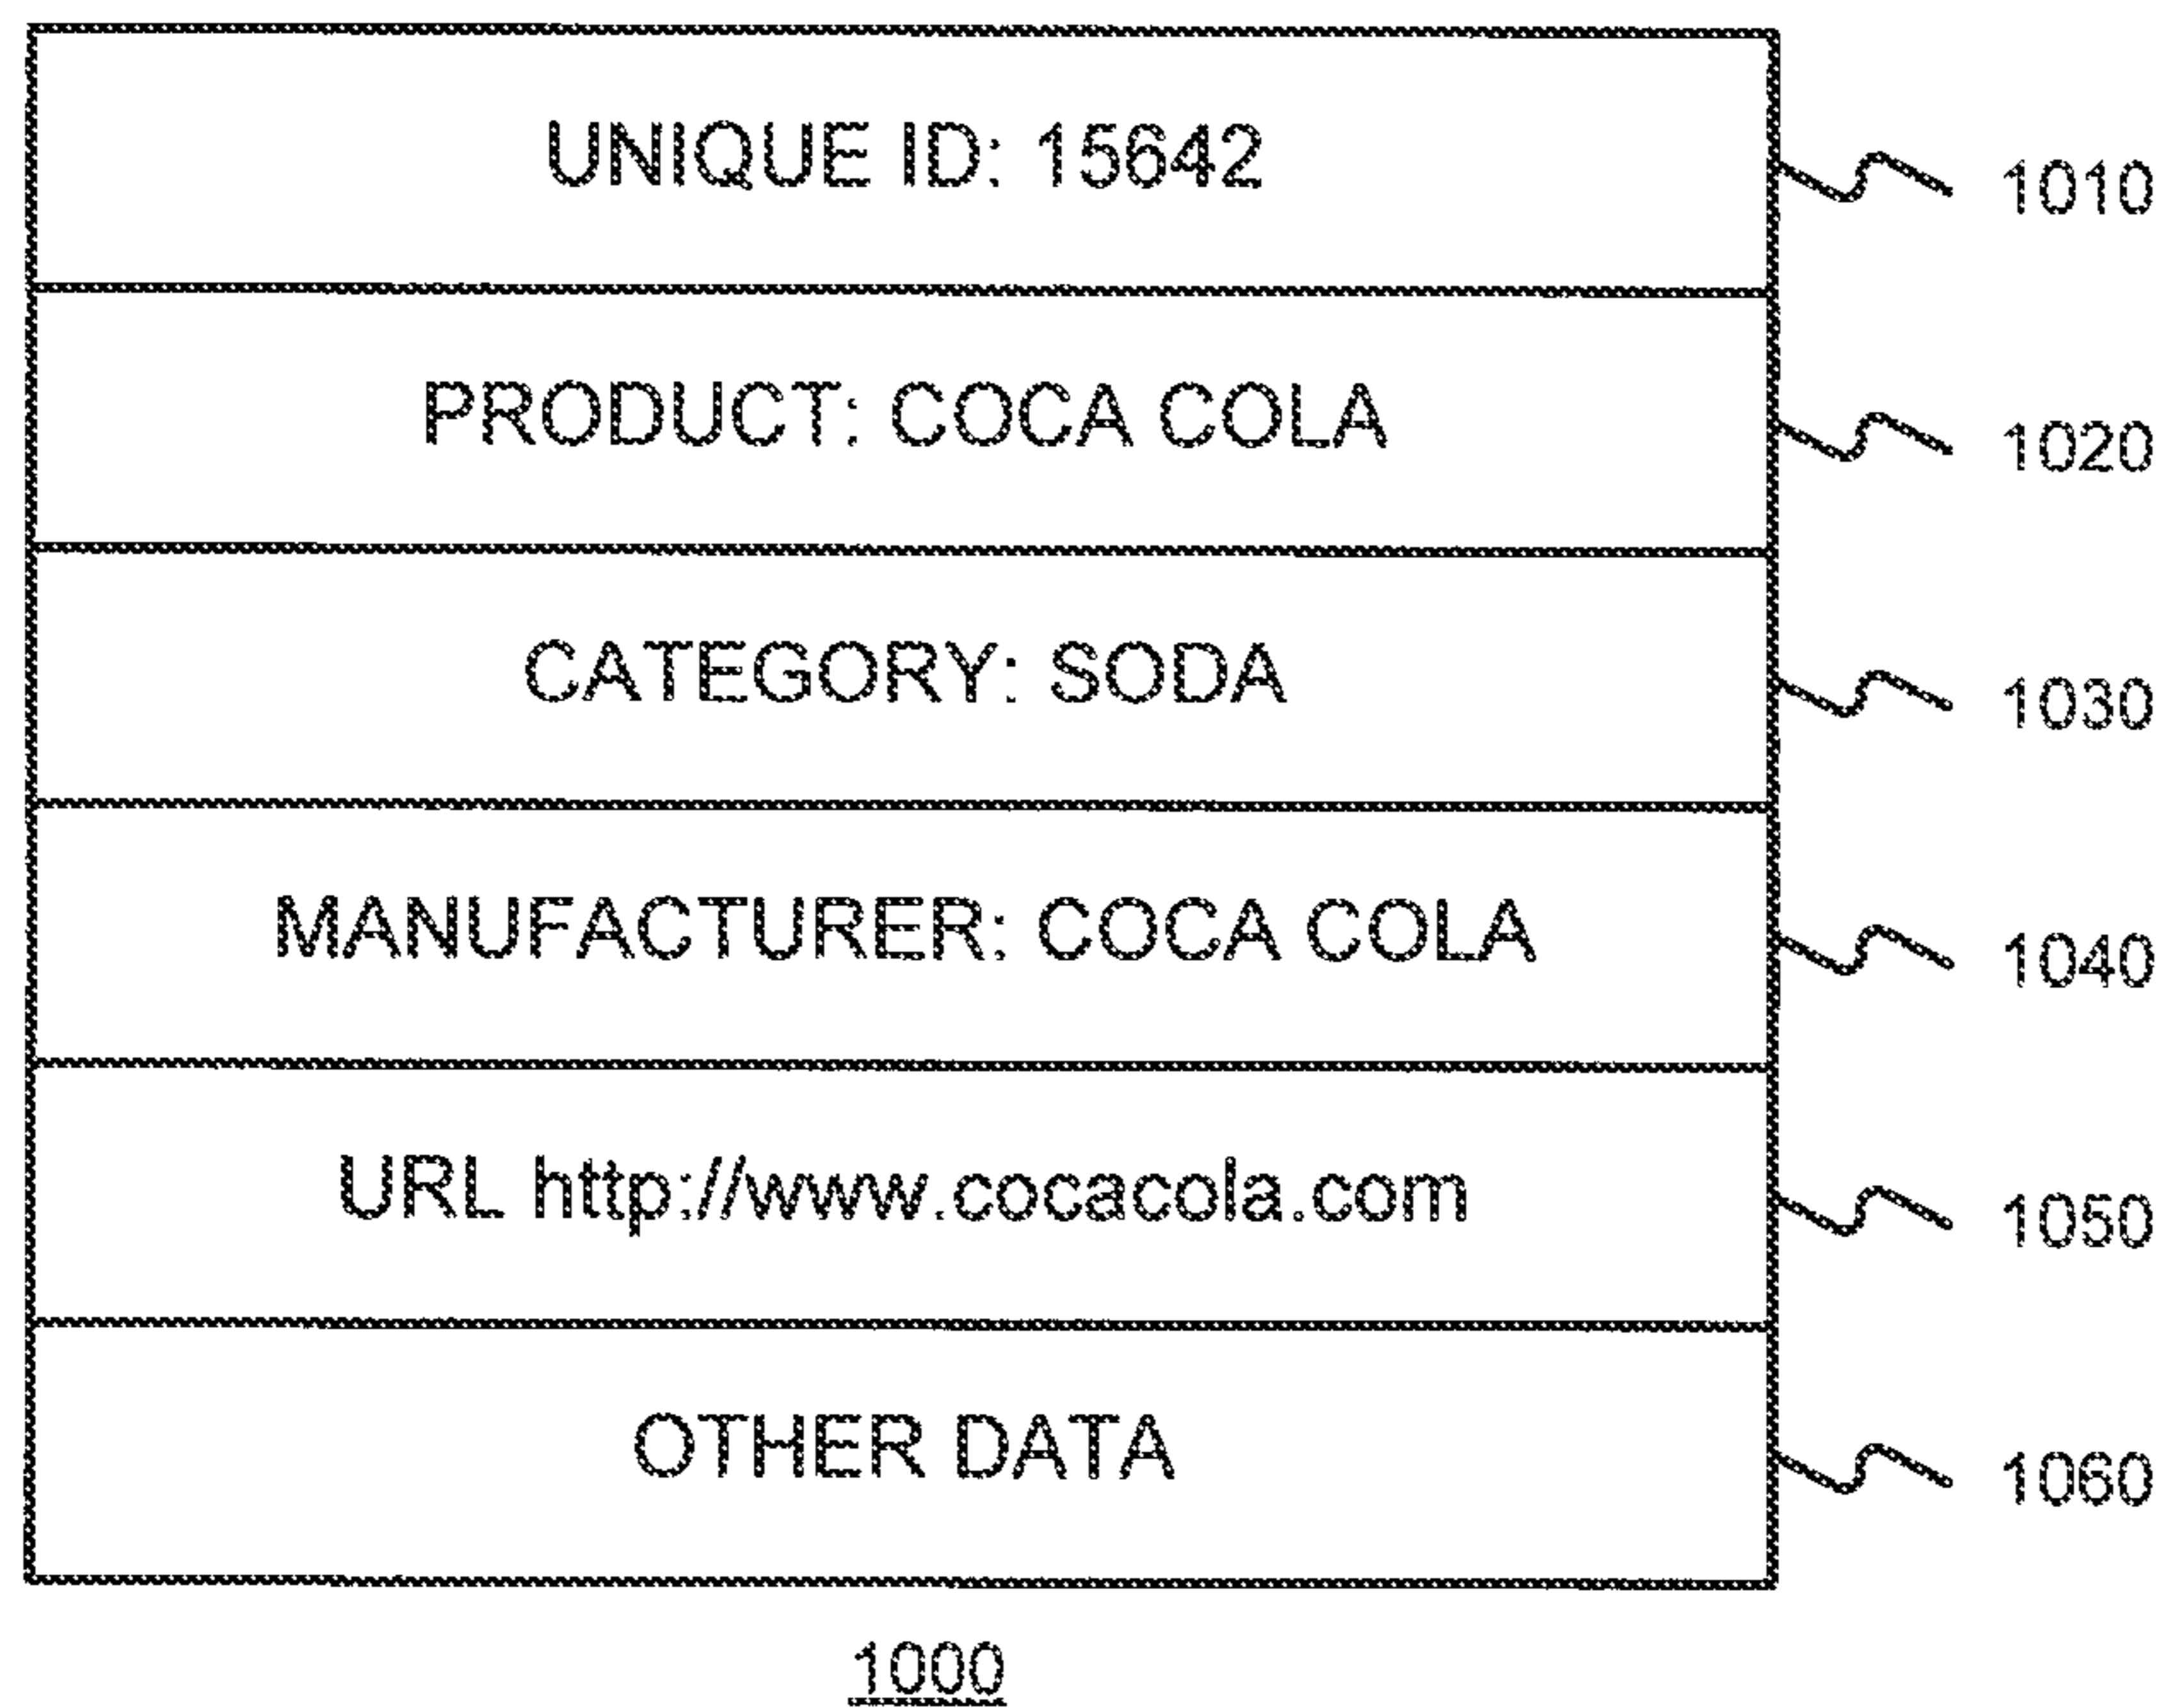 UNIQUE ID: 15642
1010
PRODUCT: COCA COLA
1020
CATEGORY: SODA
1030
MANUFACTURER: COCA COLA
1040
URL http://www.cocacola.com
1050
OTHER DATA
1060
1000